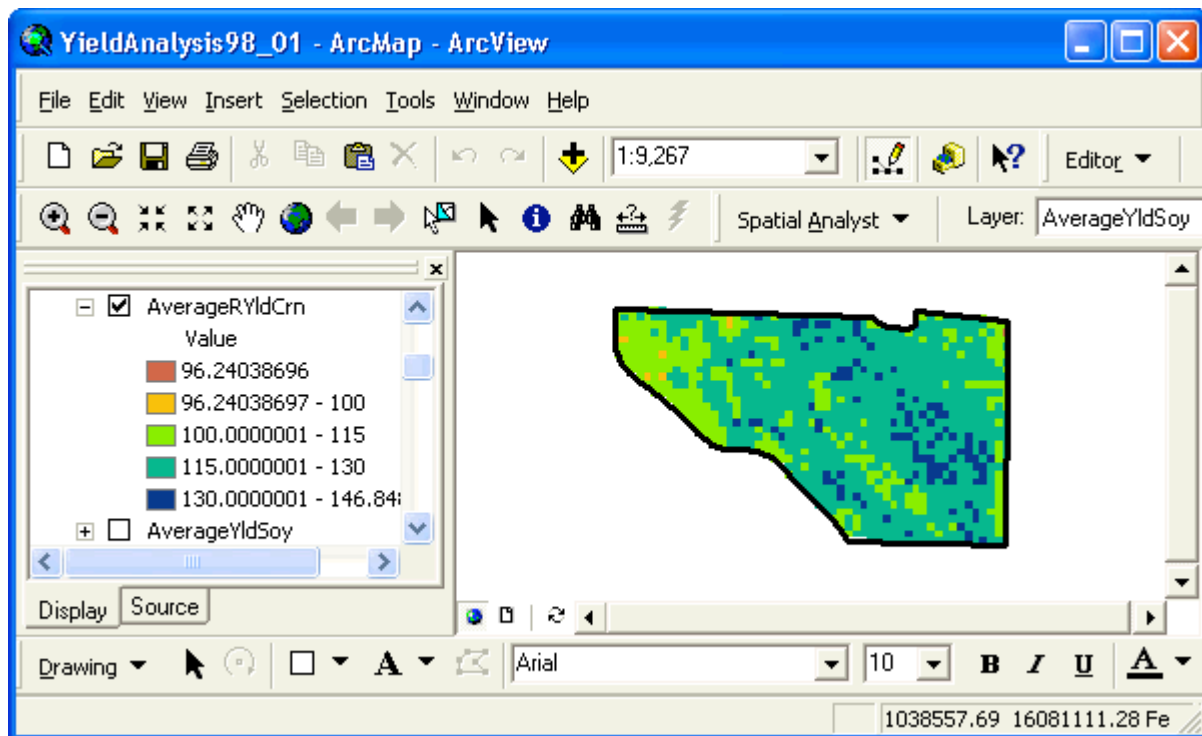 YieldAnalysis98_01 - ArcMap - ArcView
File Edit View Insert Selection Tools Window Help
1:9,267 Editor
Spatial Analyst Layer: AverageYldSoy
AverageRYldCrn
Value
96.24038696
96.24038697 - 100
100.0000001 - 115
115.0000001 - 130
130.0000001 - 146.84
AverageYldSoy
Display Source
Drawing A Arial 10 B I U A
1038557.69 16081111.28 Fe